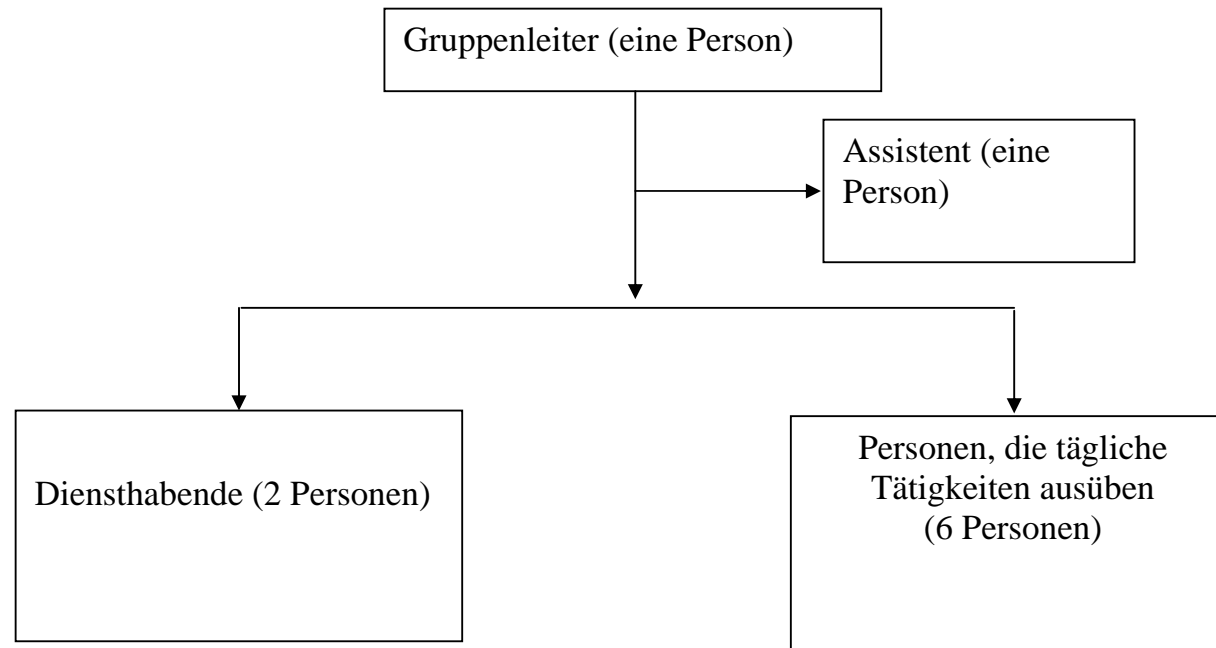 Gruppenleiter (eine Person)
Assistent (eine
Person)
Diensthabende (2 Personen)
Personen, die tägliche
Tätigkeiten ausüben
(6 Personen)